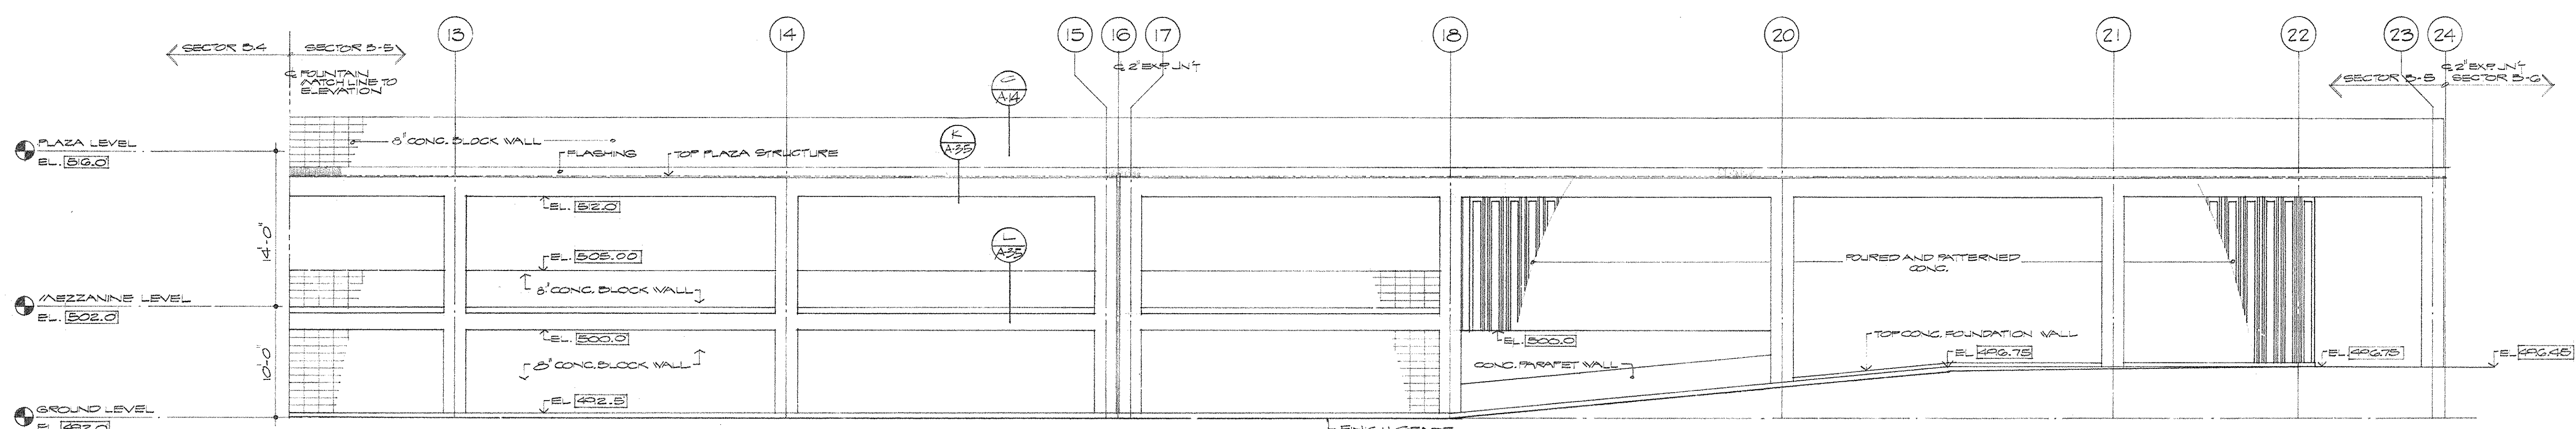 13
14
15
16
17
18
20
21
22
23
24
SECTOR B-4
SECTOR B-5
℄ FOUNTAIN
MATCH LINE TO
ELEVATION
℄ 2" EXP. JN'T
℄ 2" EXP. JN'T
SECTOR B-5
SECTOR B-6
C
A-14
K
A-35
L
A-35
PLAZA LEVEL
EL. 516.0
8" CONC. BLOCK WALL
FLASHING
TOP PLAZA STRUCTURE
EL. 512.0
14'-0"
EL. 505.00
8" CONC. BLOCK WALL
POURED AND PATTERNED
CONC.
MEZZANINE LEVEL
EL. 502.0
EL. 500.0
EL. 500.0
TOP CONC. FOUNDATION WALL
EL 496.75
EL. 496.75
EL 496.45
10'-0"
8" CONC. BLOCK WALL
CONC. PARAPET WALL
EL 492.5
GROUND LEVEL
EL 492.0
FINISH GRADE